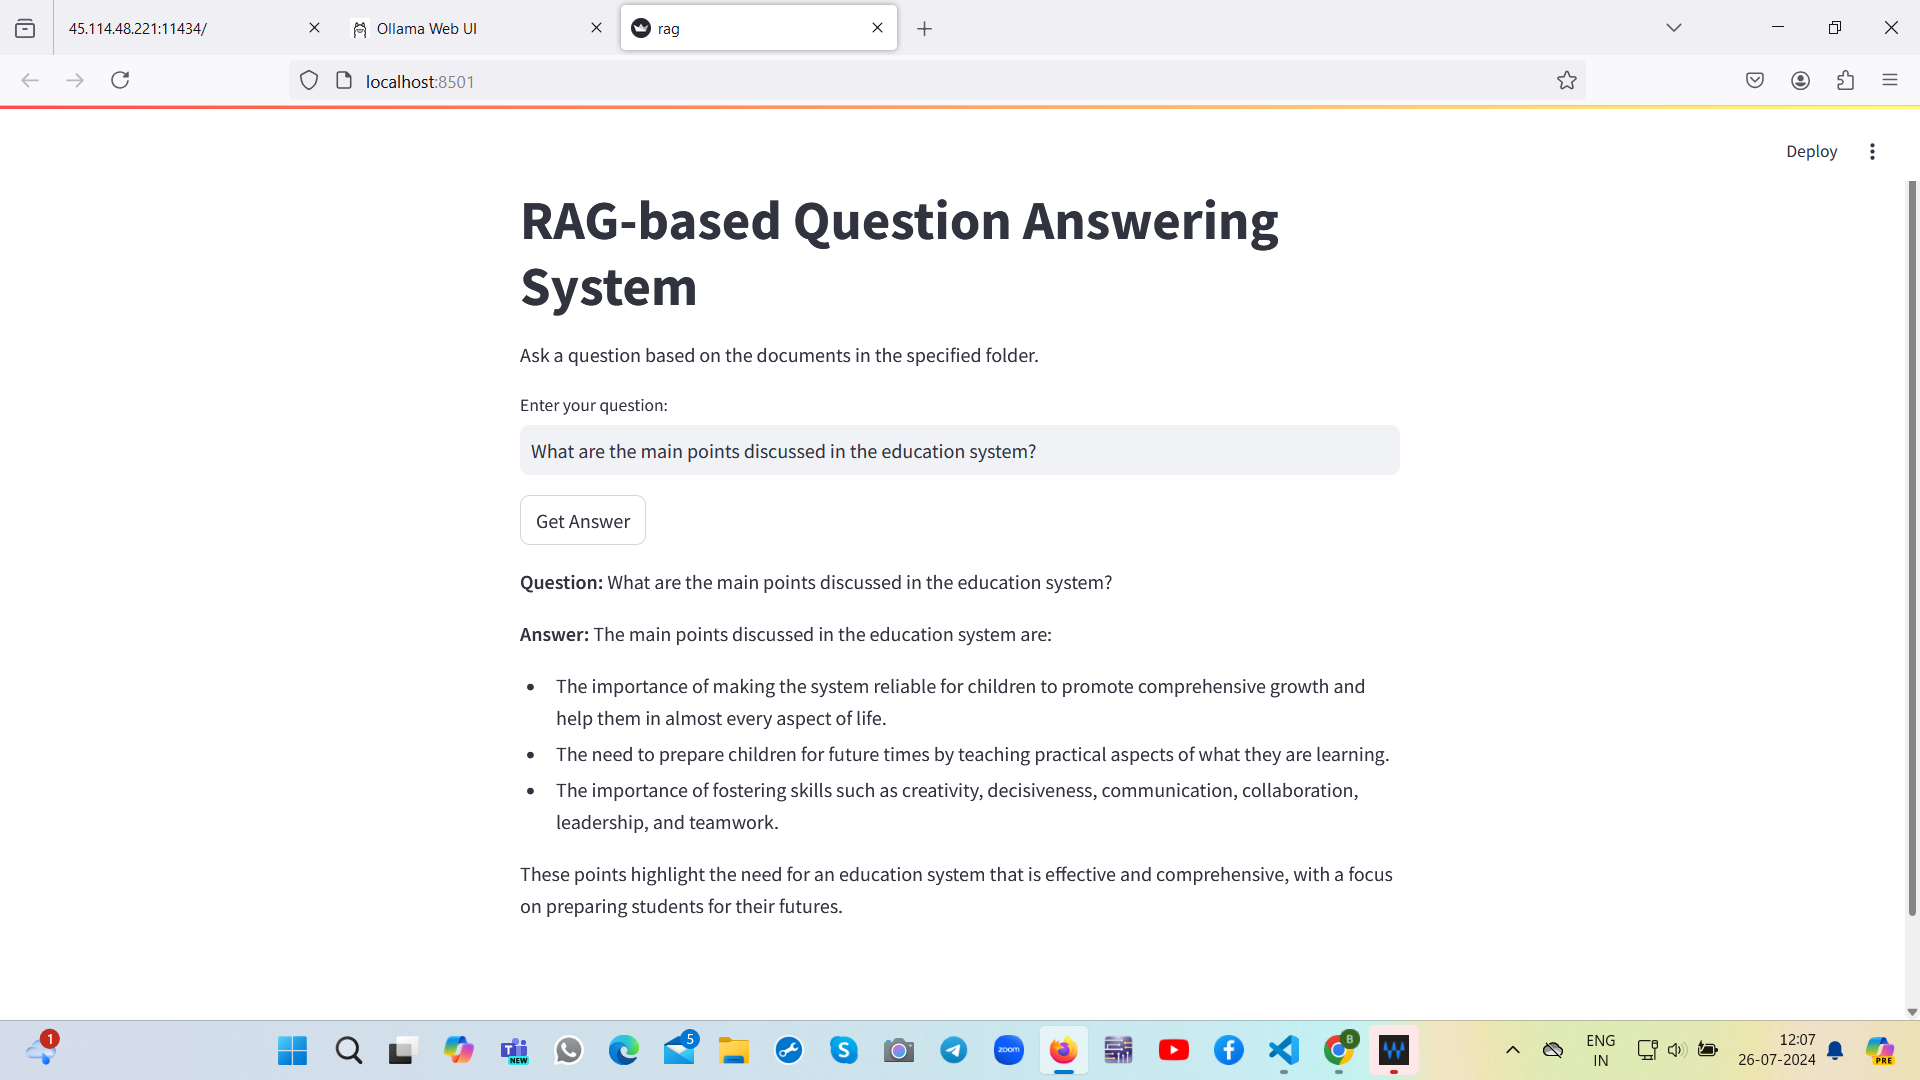 45.114.48.221:11434/
Ollama Web UI
rag
localhost:8501
Deploy
RAG-based Question Answering
System
Ask a question based on the documents in the specified folder.
Enter your question:
What are the main points discussed in the education system?
Get Answer
Question: What are the main points discussed in the education system?
Answer: The main points discussed in the education system are:
The importance of making the system reliable for children to promote comprehensive growth and
help them in almost every aspect of life.
The need to prepare children for future times by teaching practical aspects of what they are learning.
The importance of fostering skills such as creativity, decisiveness, communication, collaboration,
leadership, and teamwork.
These points highlight the need for an education system that is effective and comprehensive, with a focus
on preparing students for their futures.
1
NEW
5
zoom
B
ENG
IN
12:07
26-07-2024
PRE